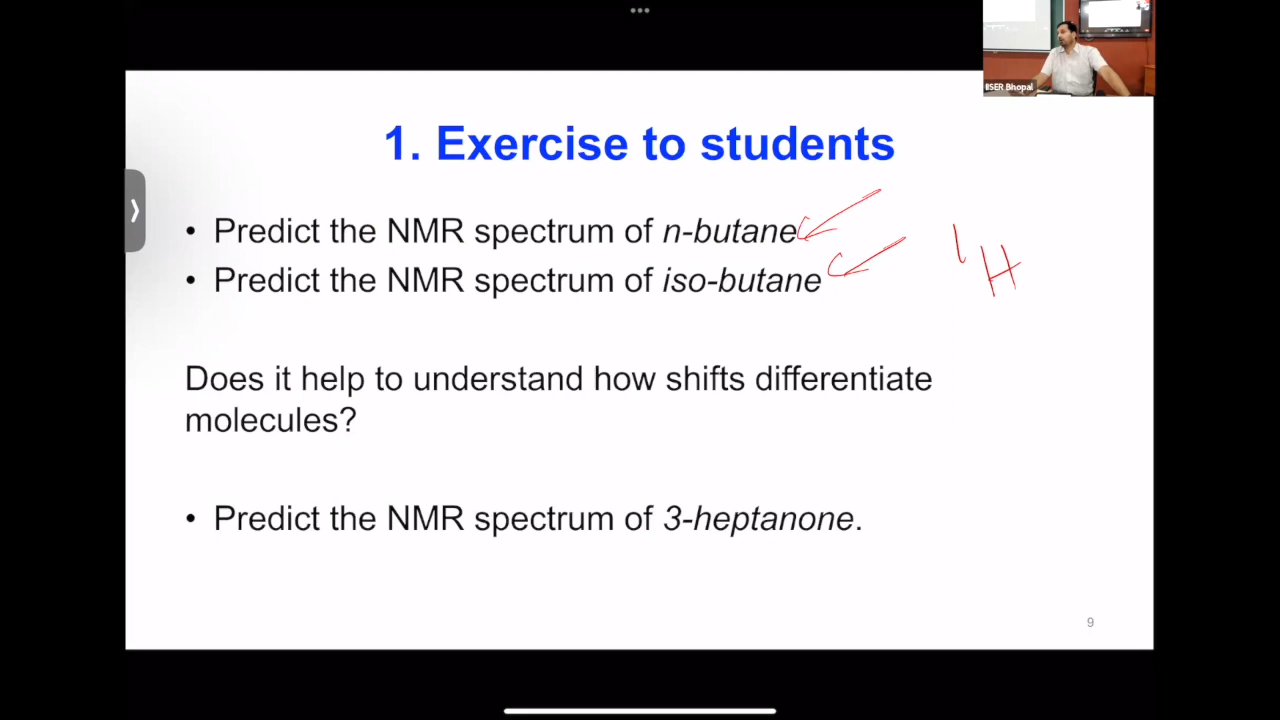 IISER Bhopal
1. Exercise to students
• Predict the NMR spectrum of n-butane
• Predict the NMR spectrum of iso-butane
1H
Does it help to understand how shifts differentiate
molecules?
• Predict the NMR spectrum of 3-heptanone.
9